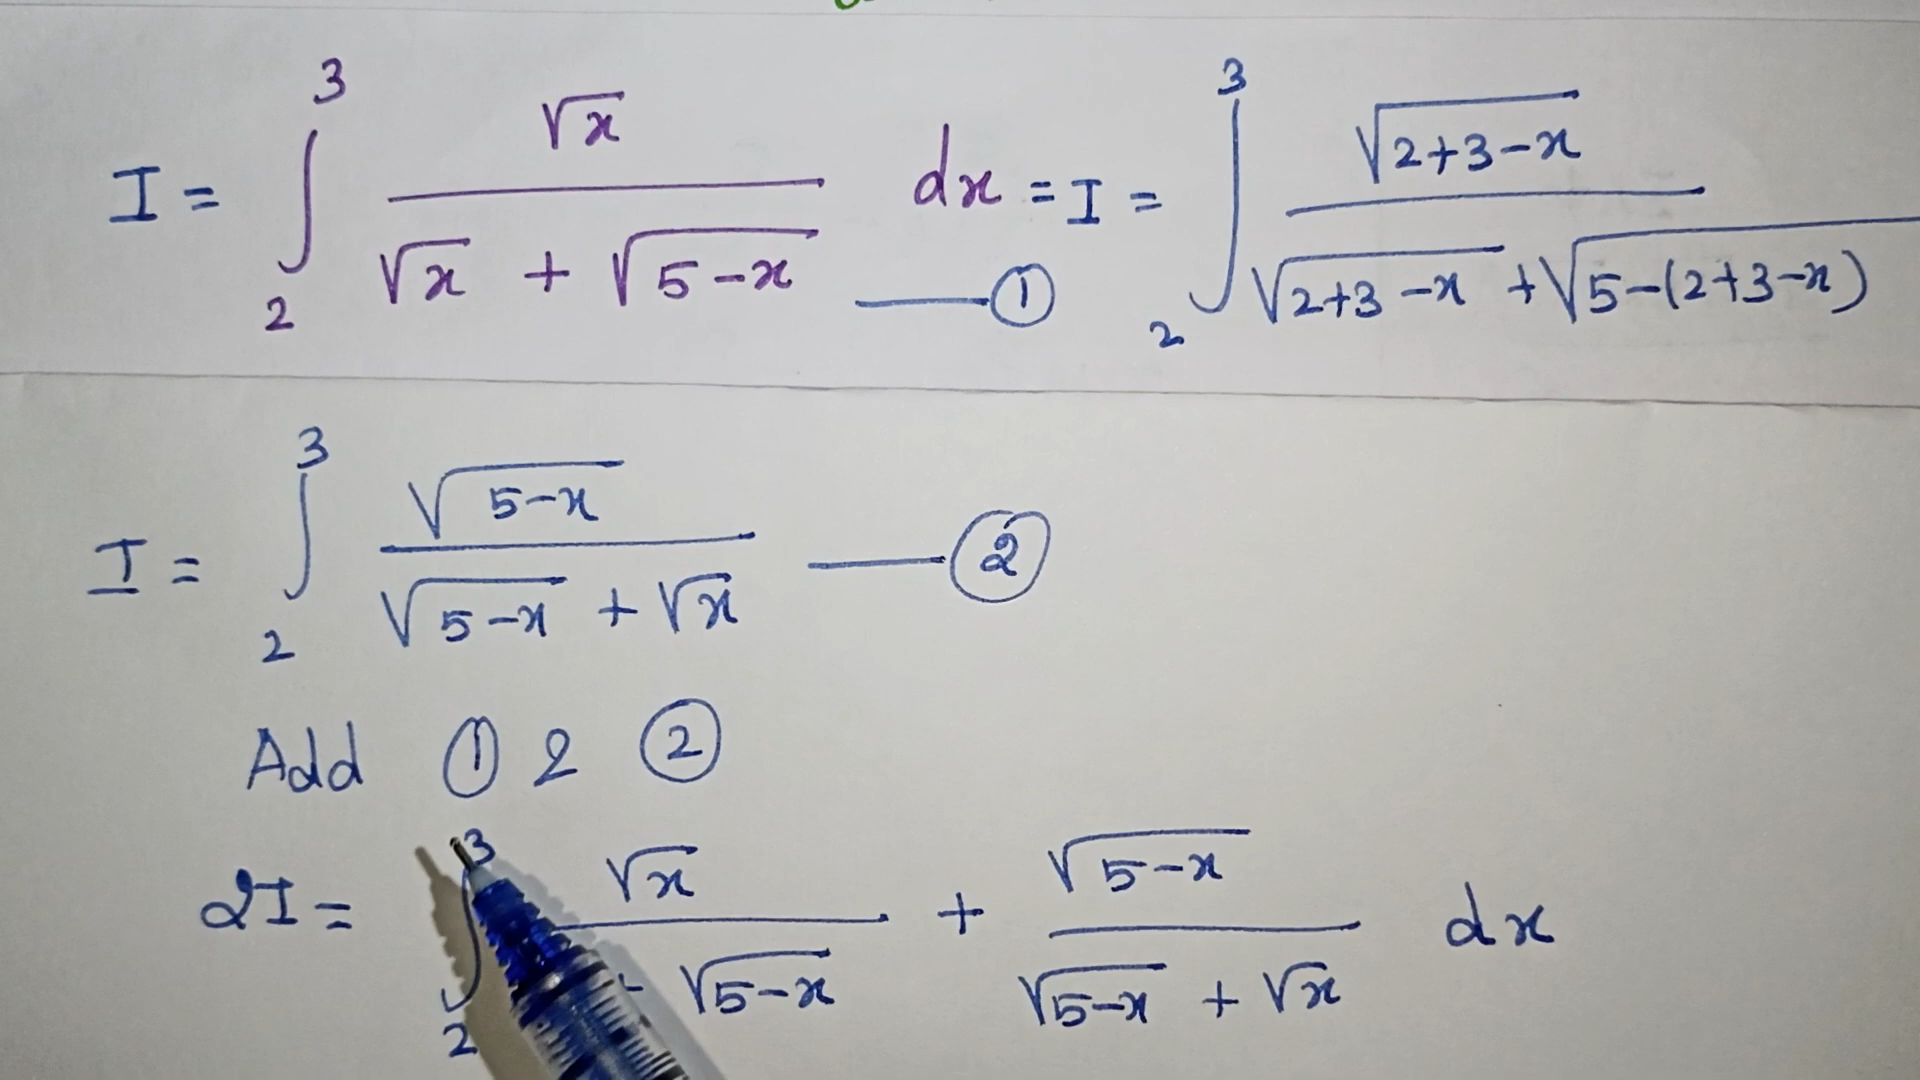 I = ∫₂³ √x / (√x + √(5-x)) dx = I = ∫₂³ √(2+3-x) / (√(2+3-x) + √(5-(2+3-x)))
——①
I = ∫₂³ √(5-x) / (√(5-x) + √x) ——②
Add ① & ②
2I = ∫₂³ √x / √(5-x) + √(5-x) / (√(5-x) + √x) dx